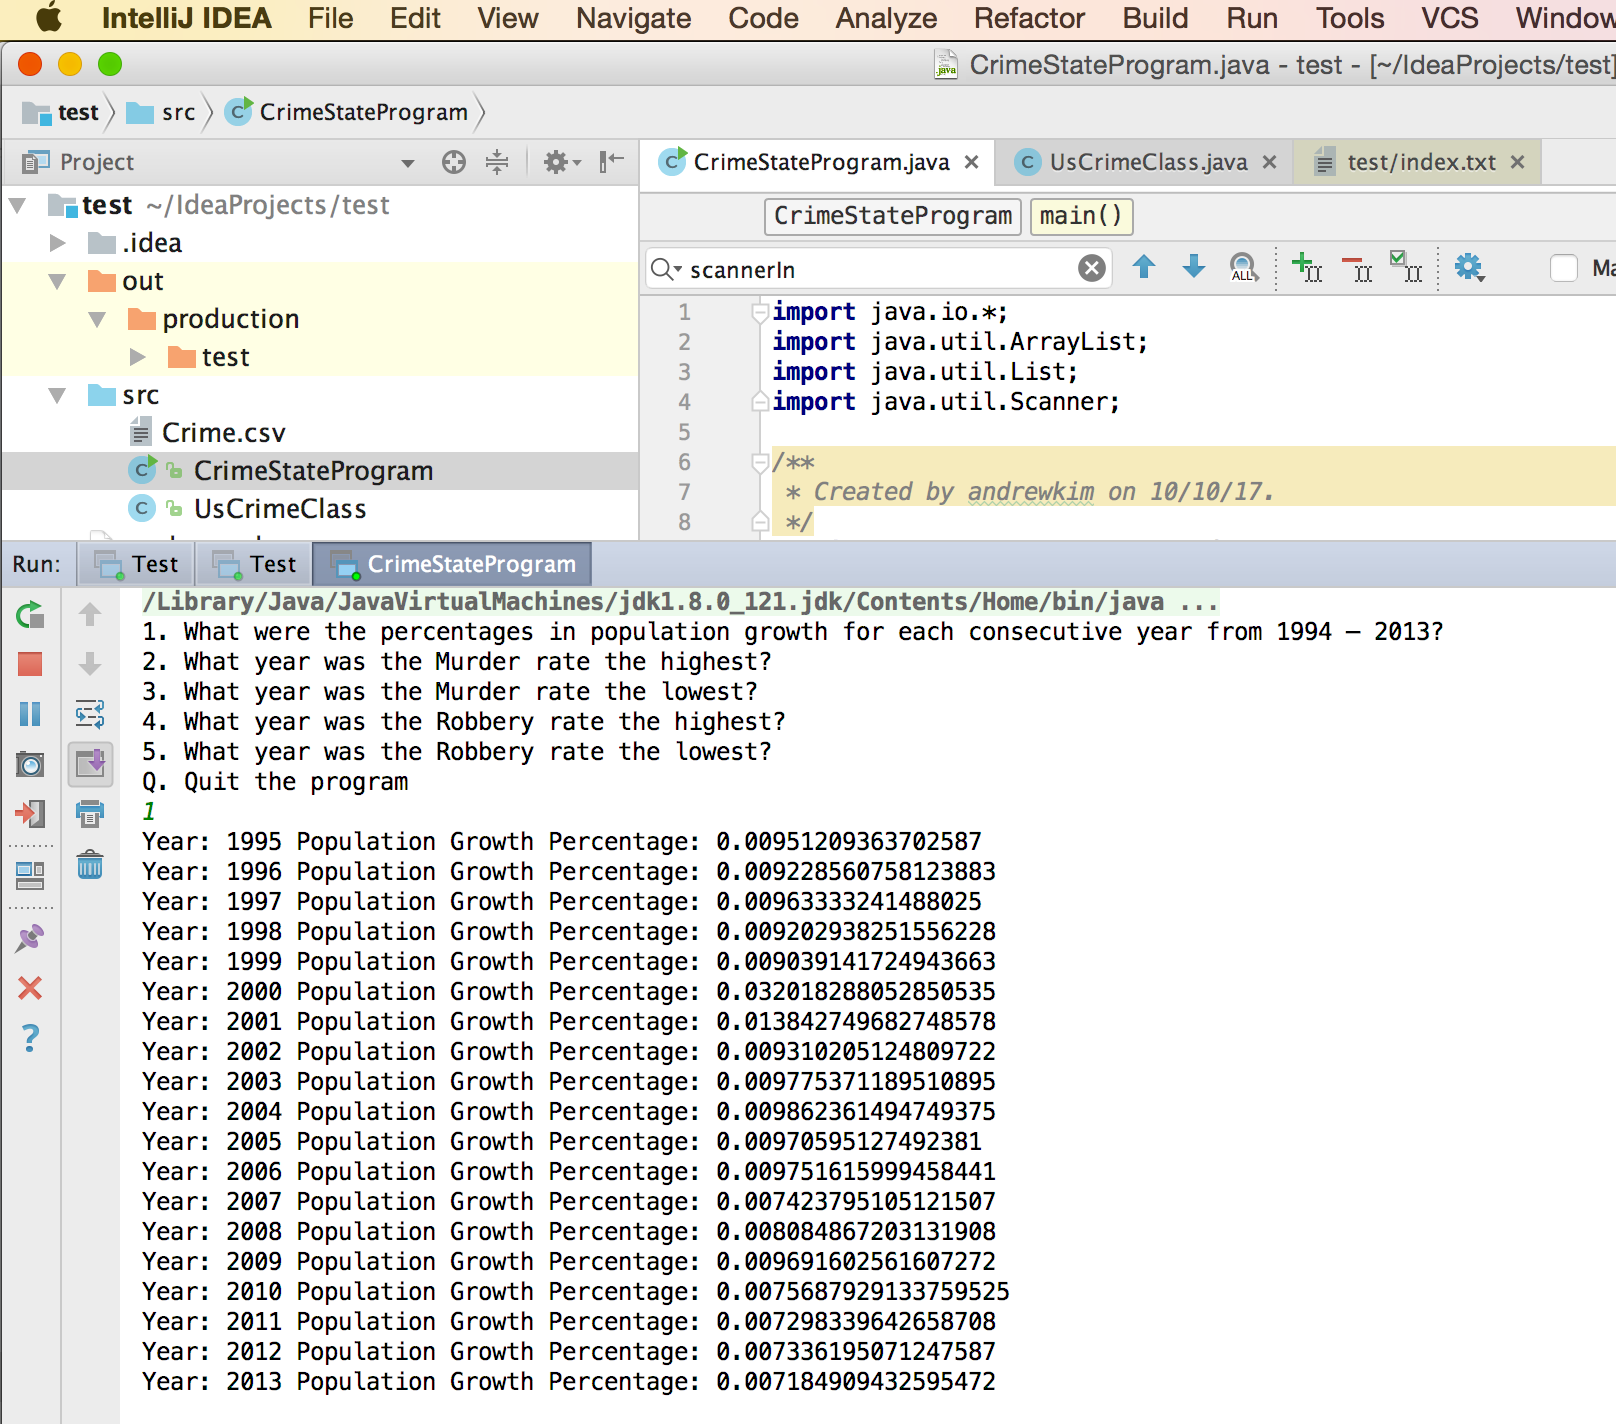 IntelliJ IDEA File Edit View Navigate Code Analyze Refactor Build Run Tools VCS Window
CrimeStateProgram.java - test - [~/IdeaProjects/test]
test src CrimeStateProgram
Project
CrimeStateProgram.java UsCrimeClass.java test/index.txt
test ~/IdeaProjects/test
.idea
out
production
test
src
Crime.csv
CrimeStateProgram
UsCrimeClass
CrimeStateProgram main()
scannerIn
ALL
1 import java.io.*;
2 import java.util.ArrayList;
3 import java.util.List;
4 import java.util.Scanner;
5
6 /**
7 * Created by andrewkim on 10/10/17.
8 */
Run: Test Test CrimeStateProgram
/Library/Java/JavaVirtualMachines/jdk1.8.0_121.jdk/Contents/Home/bin/java ...
1. What were the percentages in population growth for each consecutive year from 1994 – 2013?
2. What year was the Murder rate the highest?
3. What year was the Murder rate the lowest?
4. What year was the Robbery rate the highest?
5. What year was the Robbery rate the lowest?
Q. Quit the program
1
Year: 1995 Population Growth Percentage: 0.00951209363702587
Year: 1996 Population Growth Percentage: 0.009228560758123883
Year: 1997 Population Growth Percentage: 0.00963333241488025
Year: 1998 Population Growth Percentage: 0.009202938251556228
Year: 1999 Population Growth Percentage: 0.009039141724943663
Year: 2000 Population Growth Percentage: 0.032018288052850535
Year: 2001 Population Growth Percentage: 0.013842749682748578
Year: 2002 Population Growth Percentage: 0.009310205124809722
Year: 2003 Population Growth Percentage: 0.009775371189510895
Year: 2004 Population Growth Percentage: 0.009862361494749375
Year: 2005 Population Growth Percentage: 0.00970595127492381
Year: 2006 Population Growth Percentage: 0.009751615999458441
Year: 2007 Population Growth Percentage: 0.007423795105121507
Year: 2008 Population Growth Percentage: 0.008084867203131908
Year: 2009 Population Growth Percentage: 0.009691602561607272
Year: 2010 Population Growth Percentage: 0.0075687929133759525
Year: 2011 Population Growth Percentage: 0.007298339642658708
Year: 2012 Population Growth Percentage: 0.007336195071247587
Year: 2013 Population Growth Percentage: 0.007184909432595472